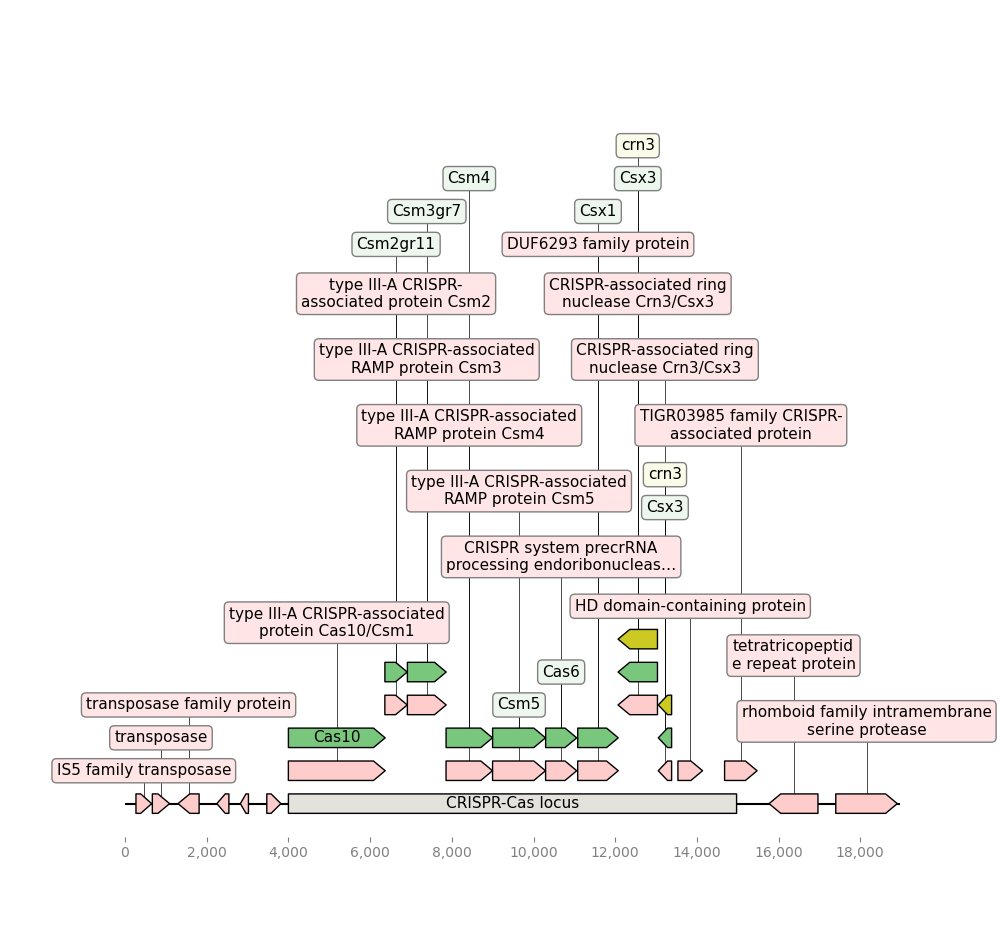 crn3
Csm4
Csx3
Csm3gr7
Csx1
Csm2gr11
DUF6293 family protein
type III-A CRISPR-
associated protein Csm2
CRISPR-associated ring
nuclease Crn3/Csx3
type III-A CRISPR-associated
RAMP protein Csm3
CRISPR-associated ring
nuclease Crn3/Csx3
type III-A CRISPR-associated
RAMP protein Csm4
TIGR03985 family CRISPR-
associated protein
crn3
type III-A CRISPR-associated
RAMP protein Csm5
Csx3
CRISPR system precrRNA
processing endoribonucleas...
HD domain-containing protein
type III-A CRISPR-associated
protein Cas10/Csm1
tetratricopeptid
e repeat protein
Cas6
transposase family protein
Csm5
rhomboid family intramembrane
serine protease
transposase
Cas10
IS5 family transposase
CRISPR-Cas locus
0
2,000
4,000
6,000
8,000
10,000
12,000
14,000
16,000
18,000